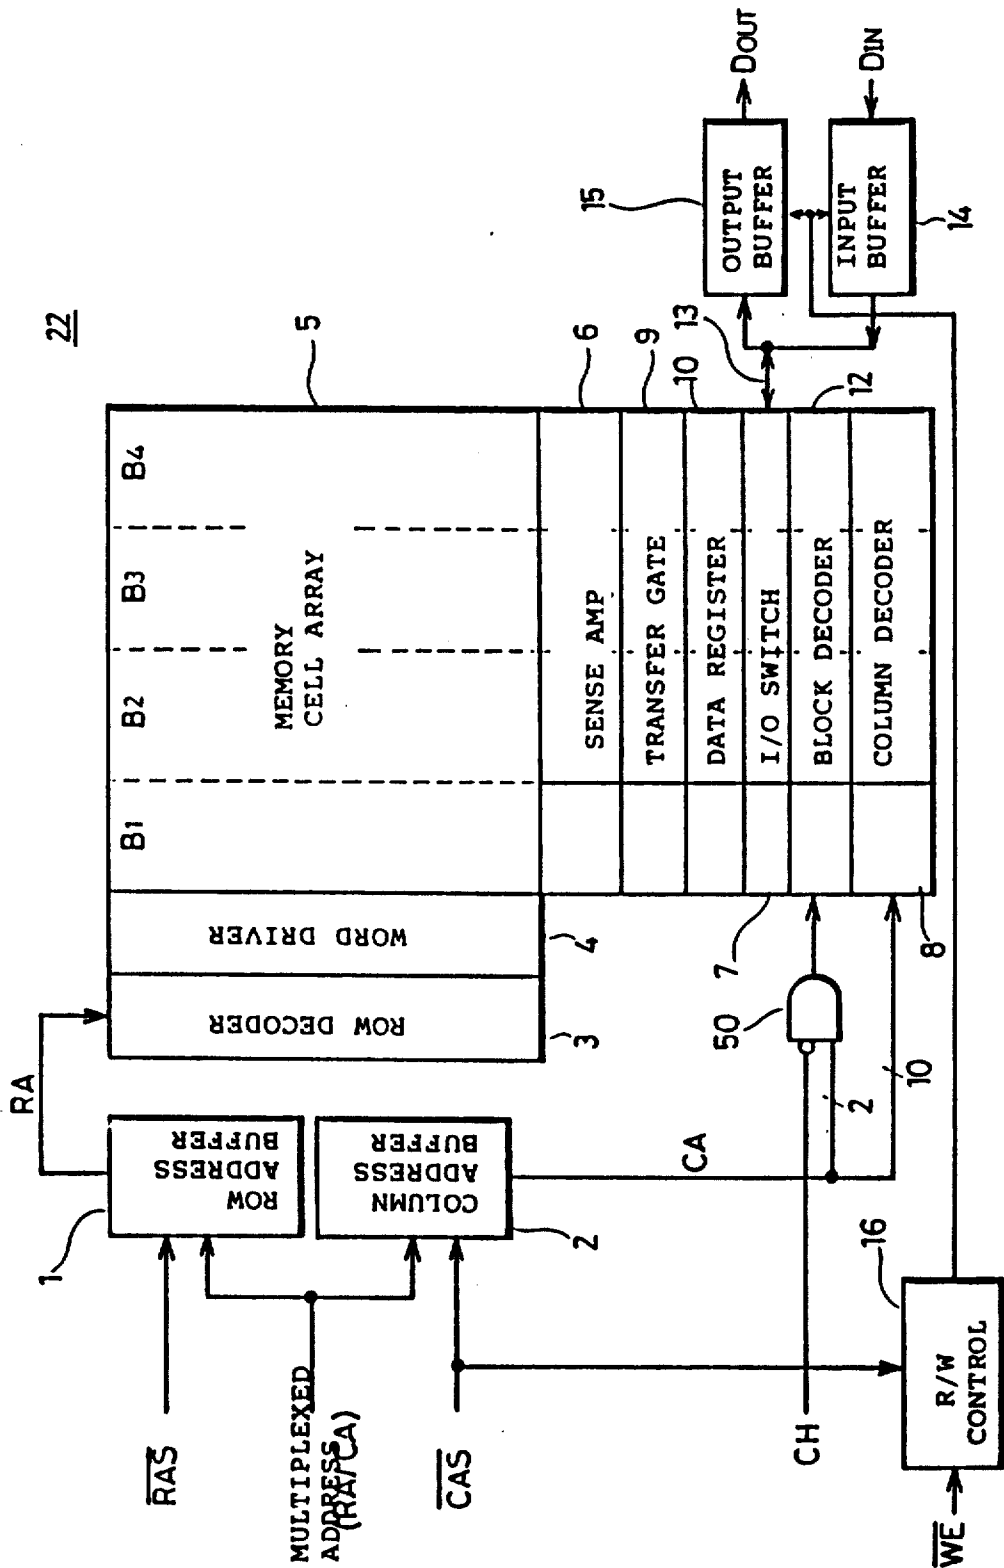 22
RA
1
ROW
ADDRESS
BUFFER
COLUMN
ADDRESS
BUFFER
2
RAS
MULTIPLEXED
ADDRESS
(RA/CA)
CAS
ROW DECODER
3
WORD DRIVER
4
B1
B2
B3
B4
MEMORY
CELL ARRAY
5
SENSE AMP
6
TRANSFER GATE
9
DATA REGISTER
10
I/O SWITCH
7
13
BLOCK DECODER
12
COLUMN DECODER
8
CA
CH
50
2
10
R/W
CONTROL
16
WE
OUTPUT
BUFFER
15
DOUT
INPUT
BUFFER
14
DIN